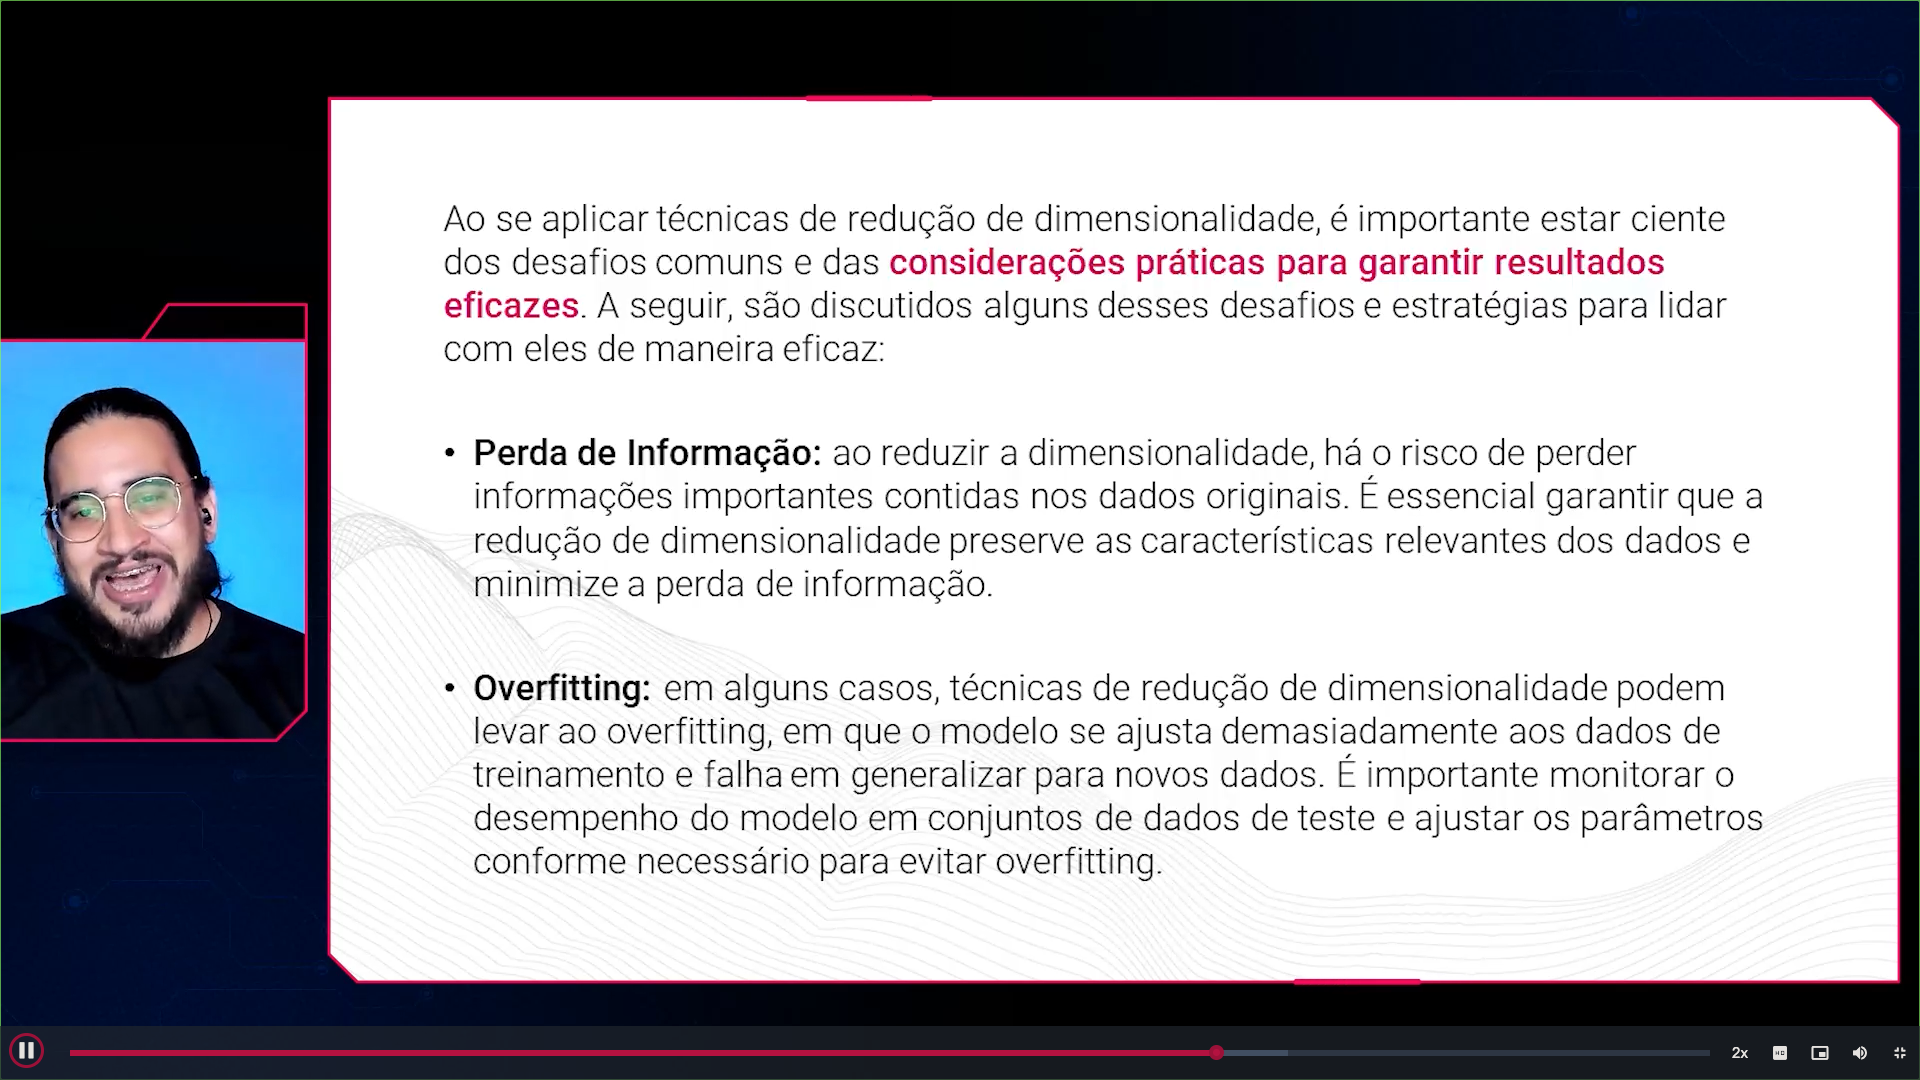 Ao se aplicar técnicas de redução de dimensionalidade, é importante estar ciente
dos desafios comuns e das considerações práticas para garantir resultados
eficazes. A seguir, são discutidos alguns desses desafios e estratégias para lidar
com eles de maneira eficaz:
• Perda de Informação: ao reduzir a dimensionalidade, há o risco de perder
informações importantes contidas nos dados originais. É essencial garantir que a
redução de dimensionalidade preserve as características relevantes dos dados e
minimize a perda de informação.
• Overfitting: em alguns casos, técnicas de redução de dimensionalidade podem
levar ao overfitting, em que o modelo se ajusta demasiadamente aos dados de
treinamento e falha em generalizar para novos dados. É importante monitorar o
desempenho do modelo em conjuntos de dados de teste e ajustar os parâmetros
conforme necessário para evitar overfitting.
2x
HD